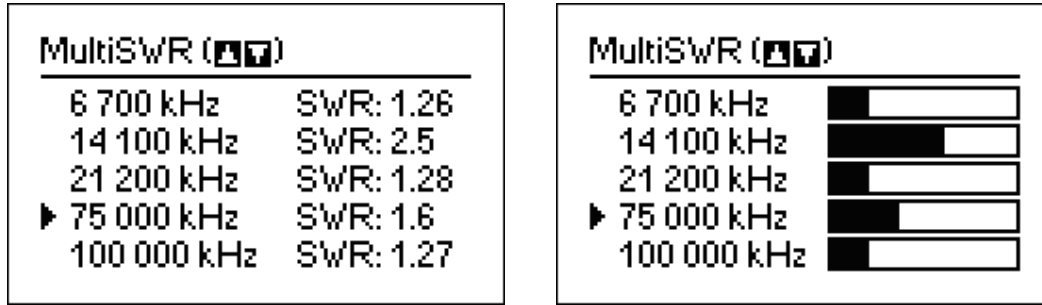 MultiSWR (▲▼)
6 700 kHz SWR: 1.26
14 100 kHz SWR: 2.5
21 200 kHz SWR: 1.28
75 000 kHz SWR: 1.6
100 000 kHz SWR: 1.27
MultiSWR (▲▼)
6 700 kHz
14 100 kHz
21 200 kHz
75 000 kHz
100 000 kHz